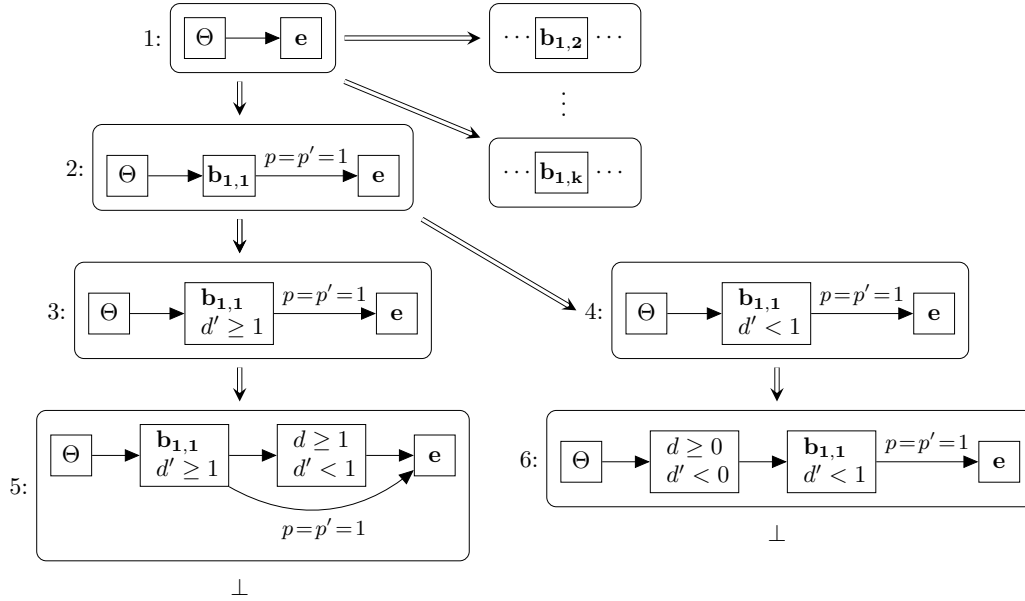 1: Θ e
··· b1,2 ···
⋮
··· b1,k ···
2: Θ b1,1 p=p′=1 e
3: Θ b1,1 d′ ≥ 1 p=p′=1 e
4: Θ b1,1 d′ < 1 p=p′=1 e
5: Θ b1,1 d′ ≥ 1 d ≥ 1 d′ < 1 e
p=p′=1
⊥
6: Θ d ≥ 0 d′ < 0 b1,1 d′ < 1 p=p′=1 e
⊥